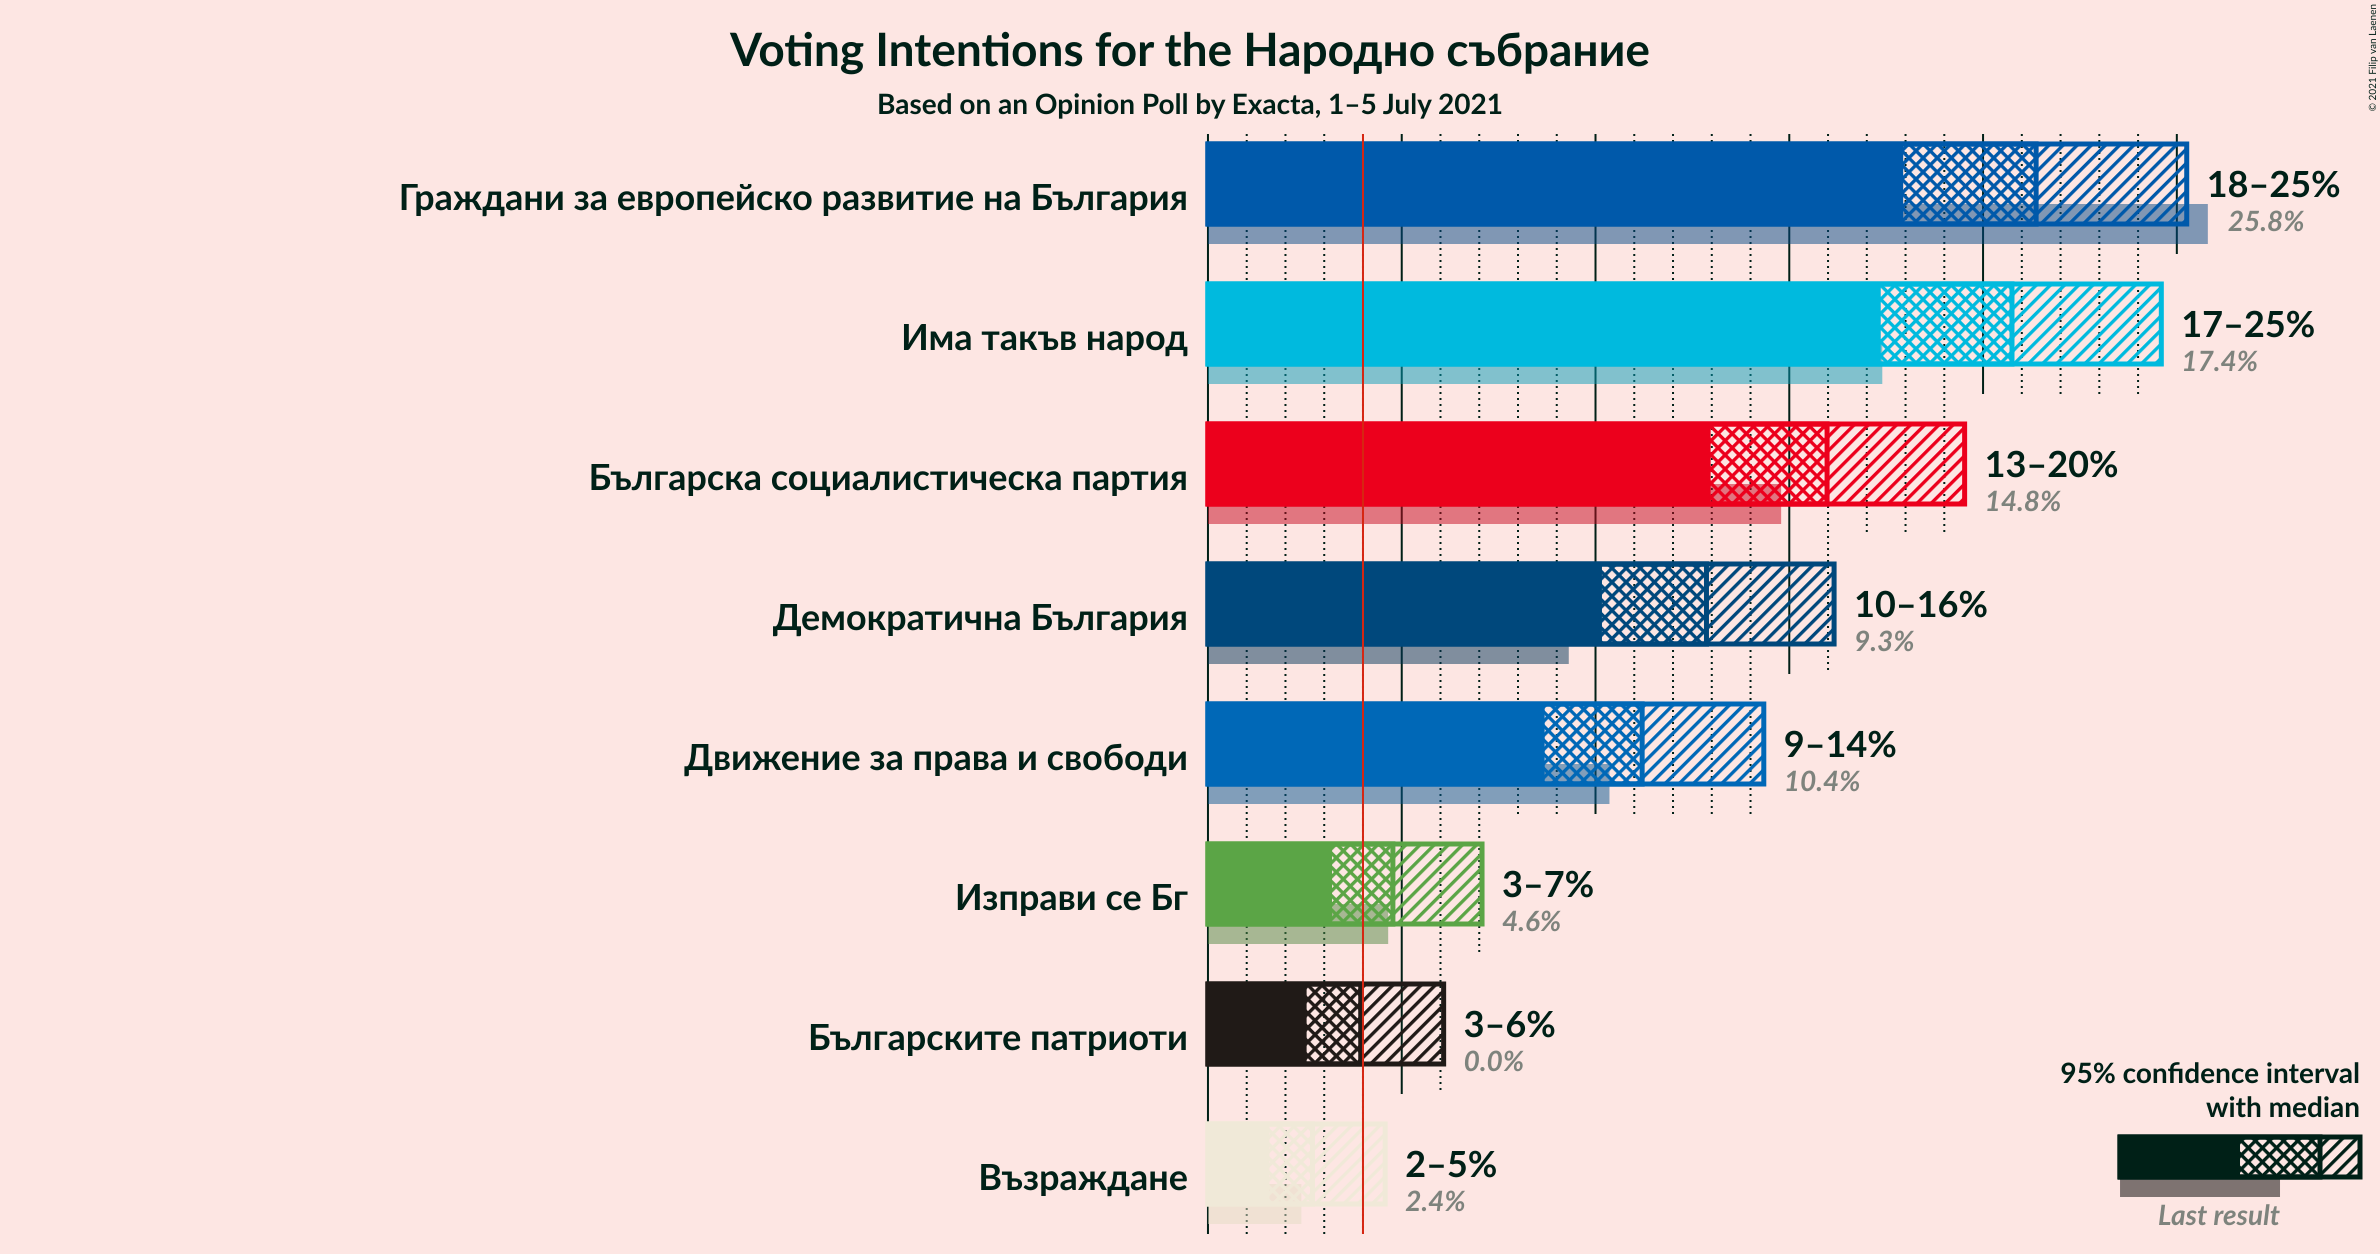 Voting Intentions for the Народно събрание
Based on an Opinion Poll by Exacta, 1–5 July 2021
© 2021 Filip van Laenen
Граждани за европейско развитие на България
18–25%
25.8%
Има такъв народ
17–25%
17.4%
Българска социалистическа партия
13–20%
14.8%
Демократична България
10–16%
9.3%
Движение за права и свободи
9–14%
10.4%
Изправи се Бг
3–7%
4.6%
Българските патриоти
3–6%
0.0%
Възраждане
2–5%
2.4%
95% confidence interval
with median
Last result